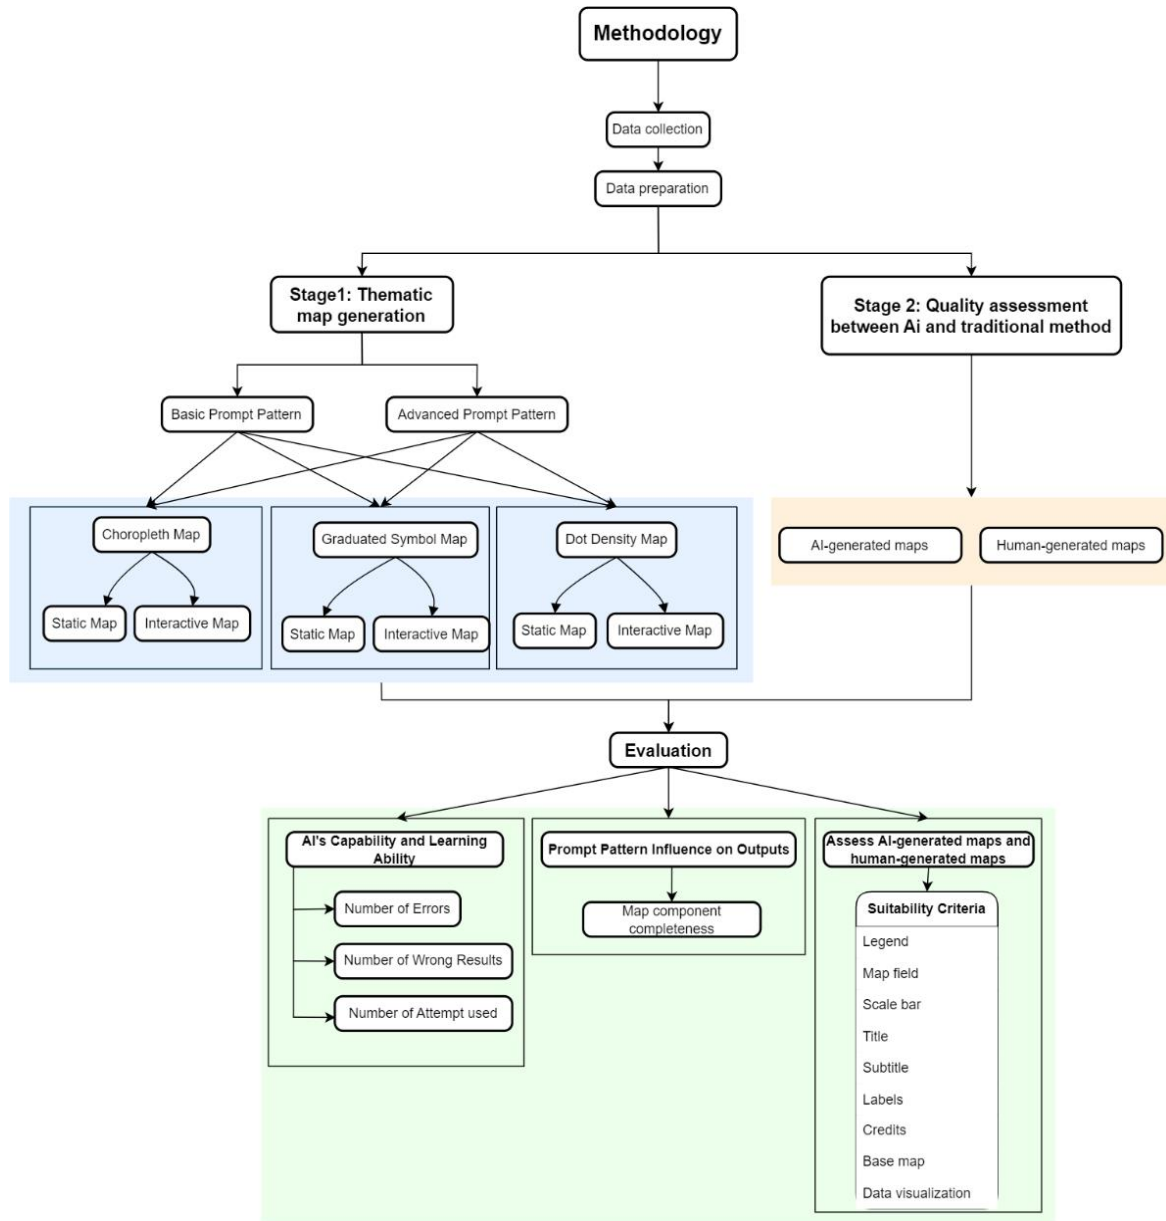 Methodology
Data collection
Data preparation
Stage1: Thematic
map generation
Stage 2: Quality assessment
between Ai and traditional method
Basic Prompt Pattern
Advanced Prompt Pattern
Choropleth Map
Static Map
Interactive Map
Graduated Symbol Map
Static Map
Interactive Map
Dot Density Map
Static Map
Interactive Map
AI-generated maps
Human-generated maps
Evaluation
AI's Capability and Learning
Ability
Number of Errors
Number of Wrong Results
Number of Attempt used
Prompt Pattern Influence on Outputs
Map component
completeness
Assess AI-generated maps and
human-generated maps
Suitability Criteria
Legend
Map field
Scale bar
Title
Subtitle
Labels
Credits
Base map
Data visualization